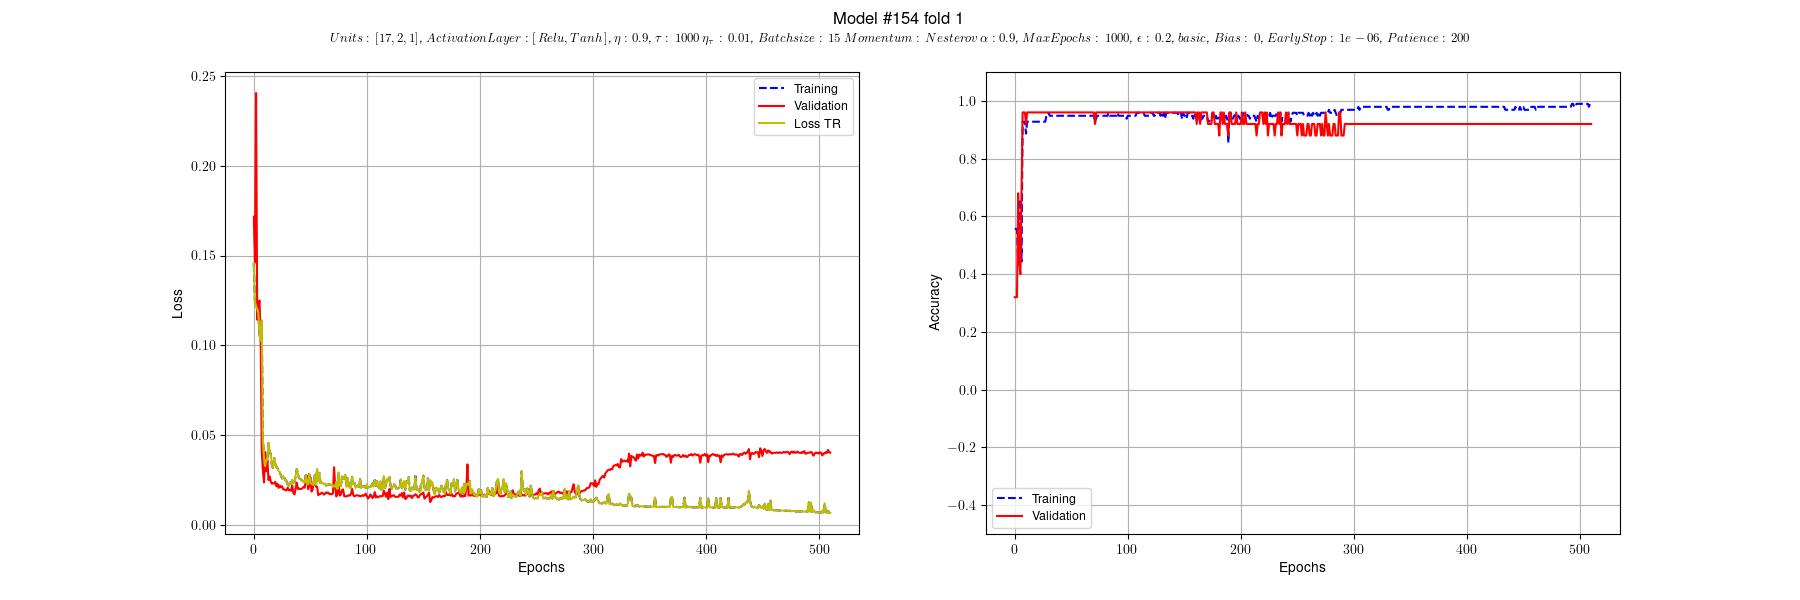 Model #154 fold 1
Units : [17, 2, 1], ActivationLayer : [Relu, Tanh], η : 0.9, τ : 1000 ητ : 0.01, Batchsize : 15 Momentum : Nesterov α : 0.9, MaxEpochs : 1000, ϵ : 0.2, basic, Bias : 0, EarlyStop : 1e − 06, Patience : 200
0.25
0.20
0.15
0.10
0.05
0.00
Loss
0 100 200 300 400 500
Epochs
Training
Validation
Loss TR
1.0
0.8
0.6
0.4
0.2
0.0
−0.2
−0.4
Accuracy
0 100 200 300 400 500
Epochs
Training
Validation